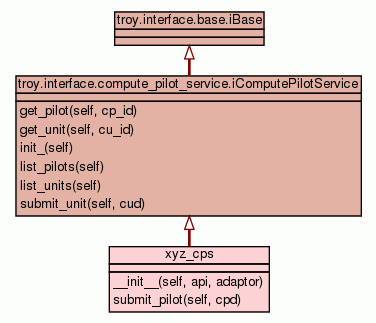 troy.interface.base.iBase
troy.interface.compute_pilot_service.iComputePilotService
get_pilot(self, cp_id)
get_unit(self, cu_id)
init_(self)
list_pilots(self)
list_units(self)
submit_unit(self, cud)
xyz_cps
__init__(self, api, adaptor)
submit_pilot(self, cpd)